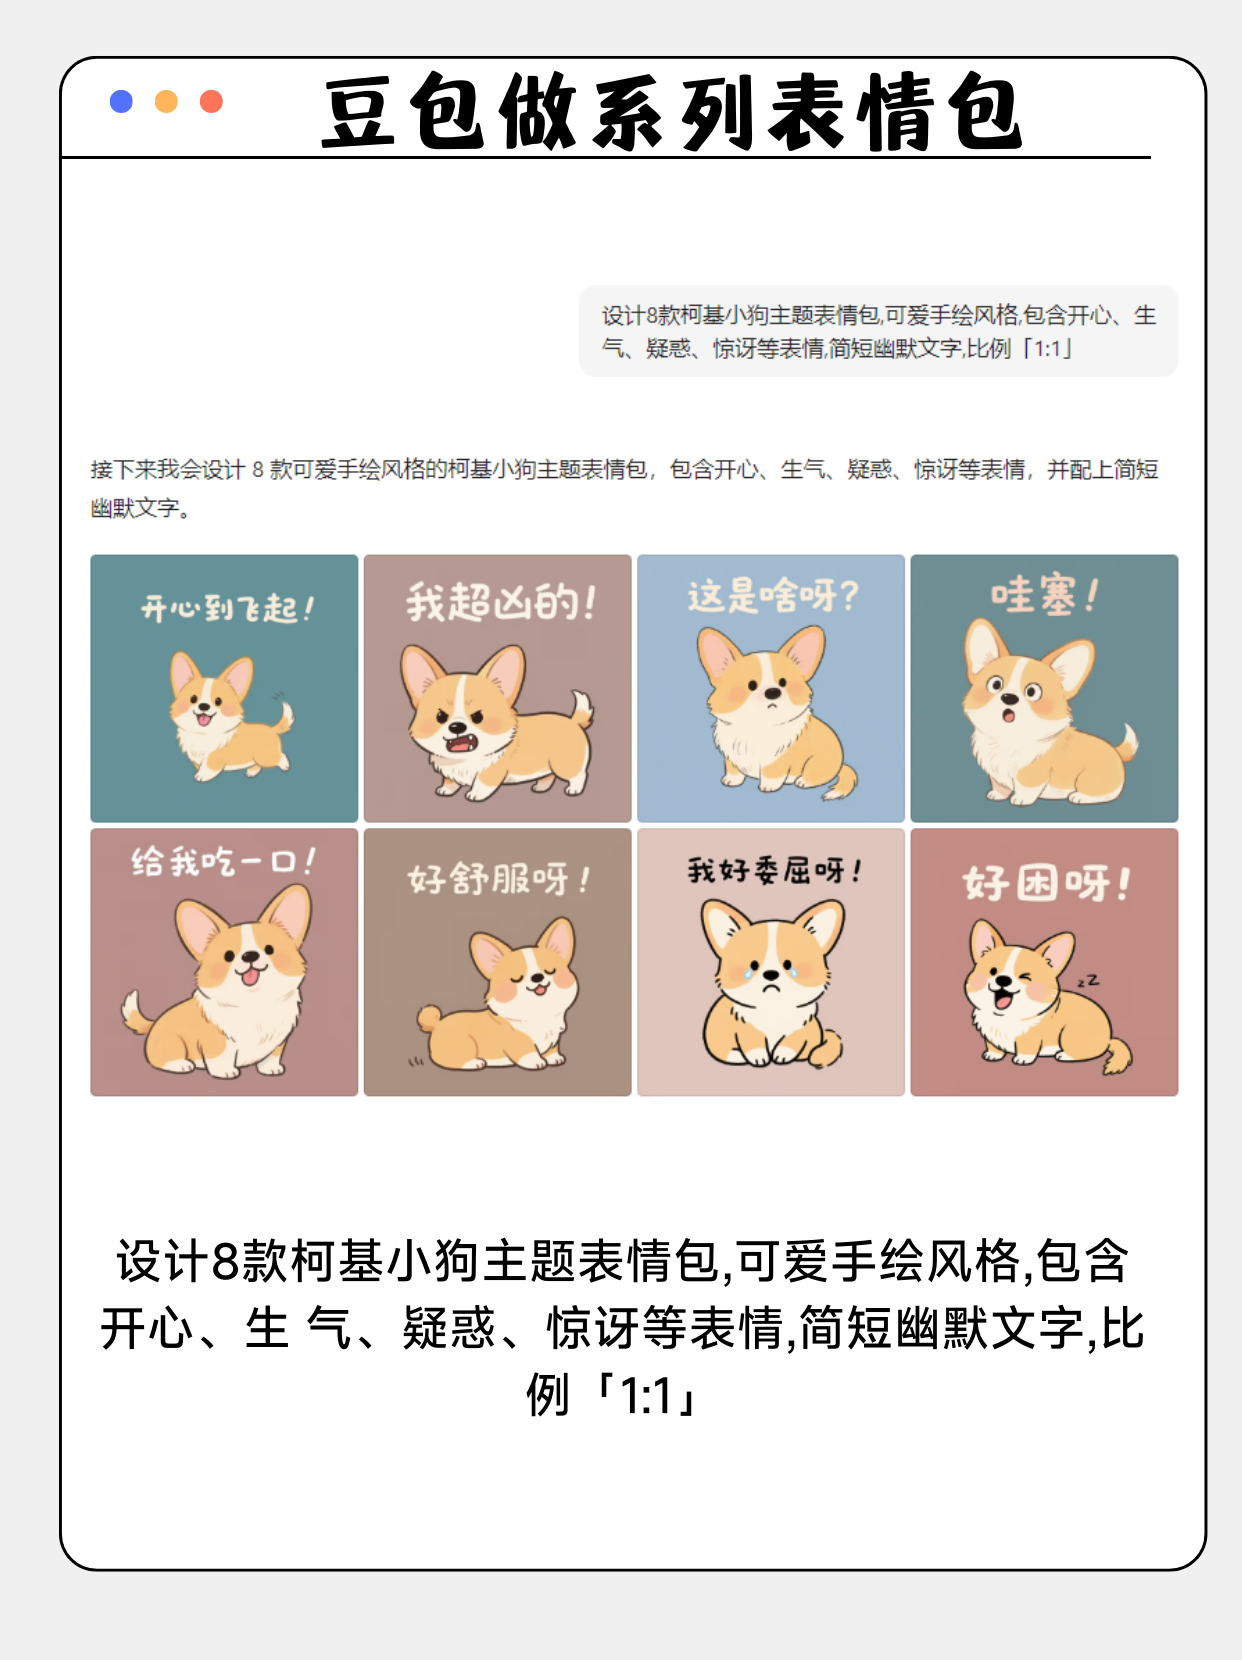 豆包做系列表情包
设计8款柯基小狗主题表情包,可爱手绘风格,包含开心、生
气、疑惑、惊讶等表情,简短幽默文字,比例「1:1」
接下来我会设计 8 款可爱手绘风格的柯基小狗主题表情包，包含开心、生气、疑惑、惊讶等表情，并配上简短
幽默文字。
开心到飞起！
我超凶的！
这是啥呀？
哇塞！
给我吃一口！
好舒服呀！
我好委屈呀！
好困呀！
zZ
设计8款柯基小狗主题表情包,可爱手绘风格,包含
开心、生 气、疑惑、惊讶等表情,简短幽默文字,比
例「1:1」